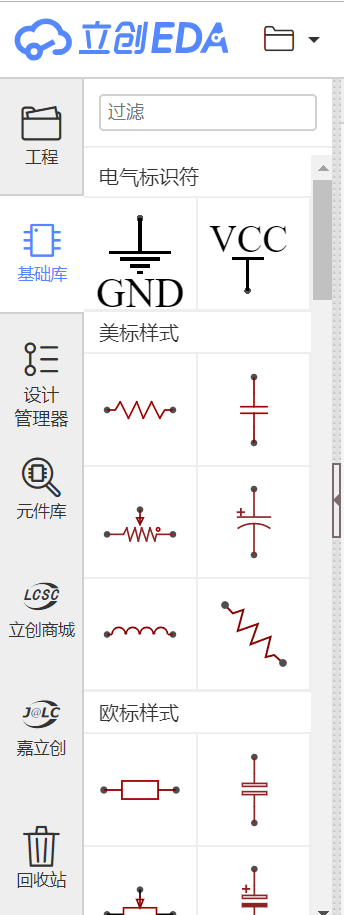 立创EDA
过滤
工程
电气标识符
GND
VCC
基础库
美标样式
设计
管理器
元件库
LCSC
立创商城
欧标样式
J@LC
嘉立创
回收站